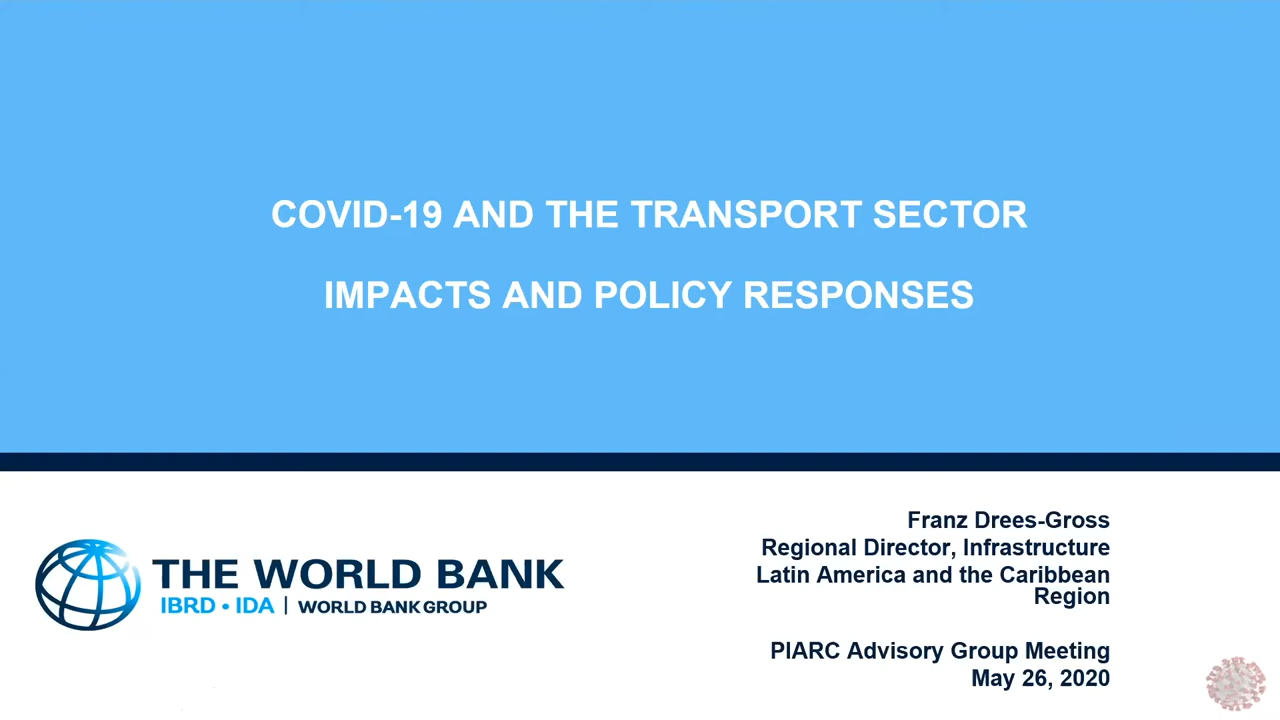 COVID-19 AND THE TRANSPORT SECTOR
IMPACTS AND POLICY RESPONSES
THE WORLD BANK
IBRD • IDA | WORLD BANK GROUP
Franz Drees-Gross
Regional Director, Infrastructure
Latin America and the Caribbean
Region
PIARC Advisory Group Meeting
May 26, 2020